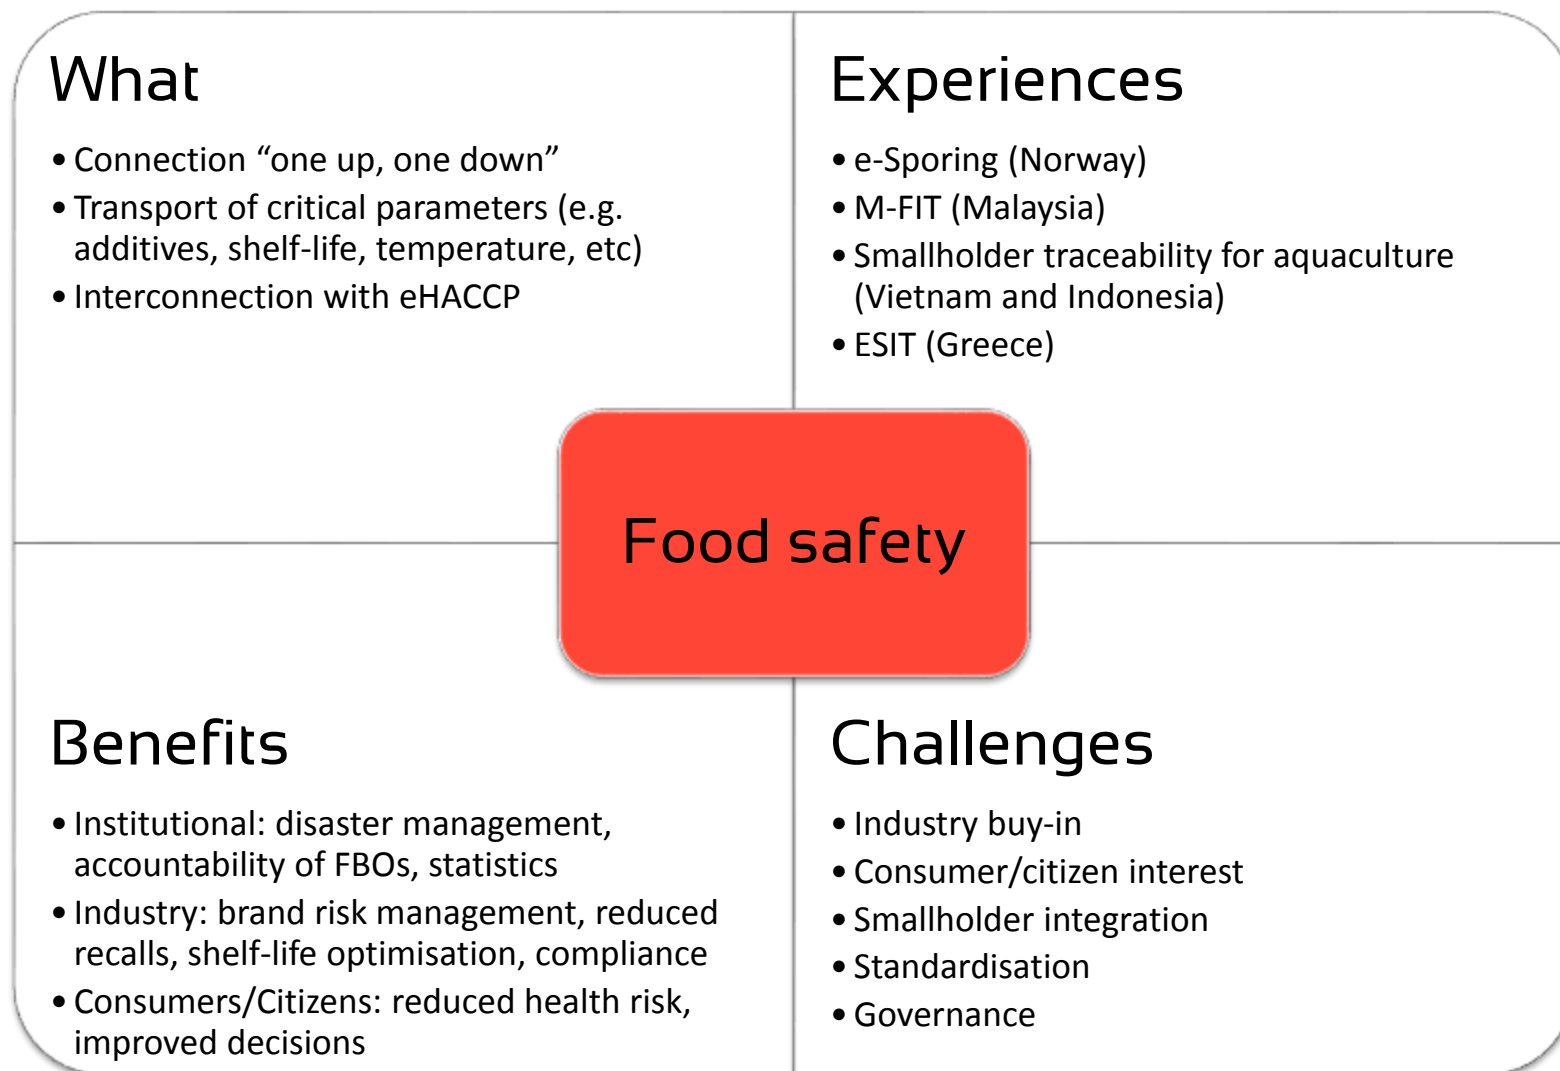 What
• Connection “one up, one down”
• Transport of critical parameters (e.g.
additives, shelf-life, temperature, etc)
• Interconnection with eHACCP
Experiences
• e-Sporing (Norway)
• M-FIT (Malaysia)
• Smallholder traceability for aquaculture
(Vietnam and Indonesia)
• ESIT (Greece)
Food safety
Benefits
• Institutional: disaster management,
accountability of FBOs, statistics
• Industry: brand risk management, reduced
recalls, shelf-life optimisation, compliance
• Consumers/Citizens: reduced health risk,
improved decisions
Challenges
• Industry buy-in
• Consumer/citizen interest
• Smallholder integration
• Standardisation
• Governance